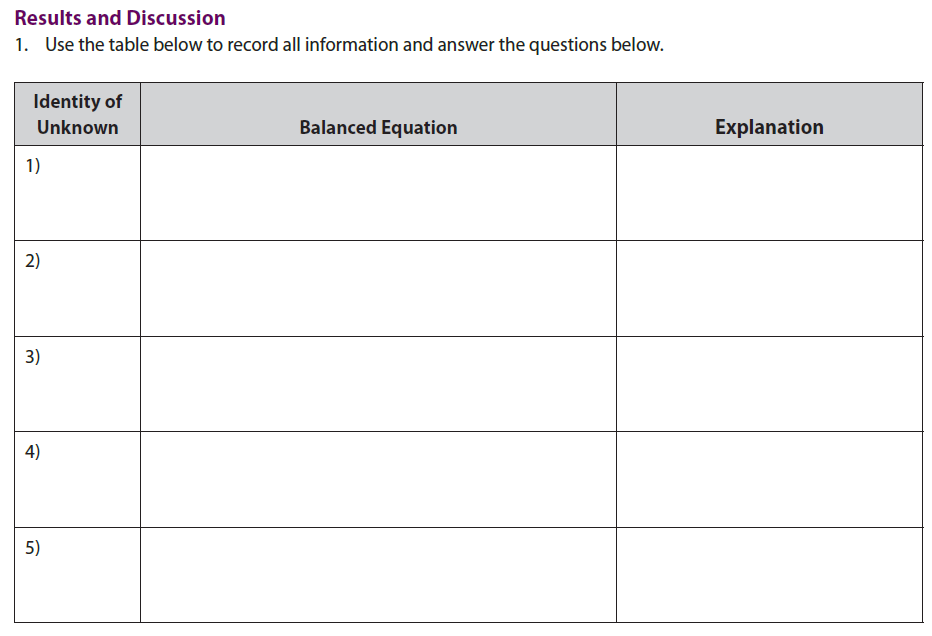 Results and Discussion
1. Use the table below to record all information and answer the questions below.
Identity of
Unknown
Balanced Equation
Explanation
1)
2)
3)
4)
5)